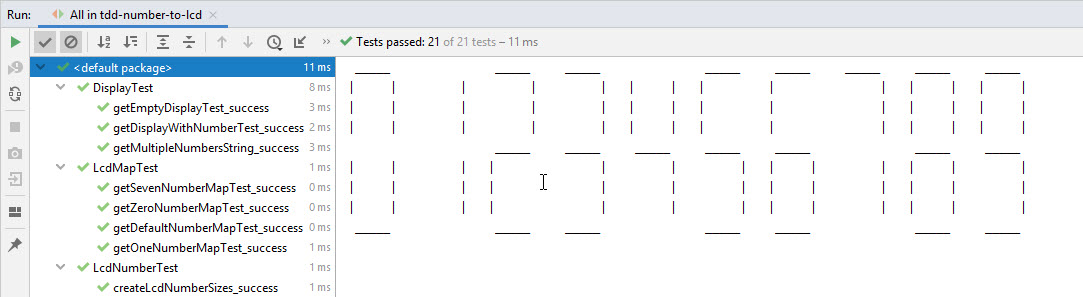 Run: All in tdd-number-to-lcd
Tests passed: 21 of 21 tests – 11 ms
<default package> 11 ms
DisplayTest 8 ms
getEmptyDisplayTest_success 3 ms
getDisplayWithNumberTest_success 2 ms
getMultipleNumbersString_success 3 ms
LcdMapTest 1 ms
getSevenNumberMapTest_success 0 ms
getZeroNumberMapTest_success 0 ms
getDefaultNumberMapTest_success 0 ms
getOneNumberMapTest_success 1 ms
LcdNumberTest 1 ms
createLcdNumberSizes_success 1 ms
0123456789